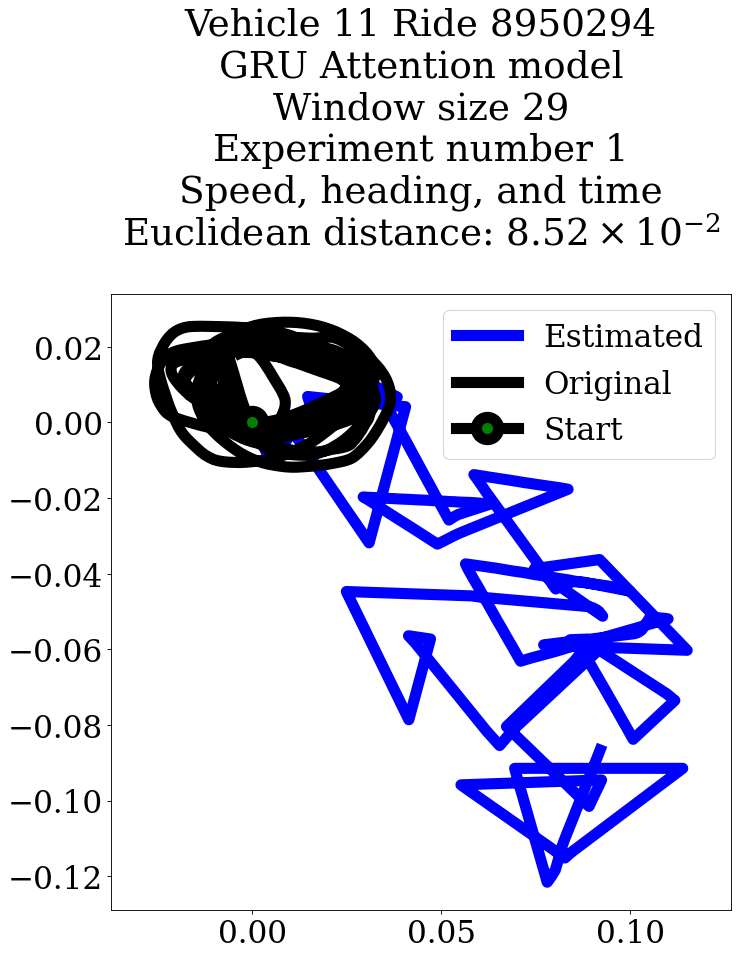 Vehicle 11 Ride 8950294
GRU Attention model
Window size 29
Experiment number 1
Speed, heading, and time
Euclidean distance: 8.52 × 10⁻²
Estimated
Original
Start
0.02
0.00
−0.02
−0.04
−0.06
−0.08
−0.10
−0.12
0.00
0.05
0.10